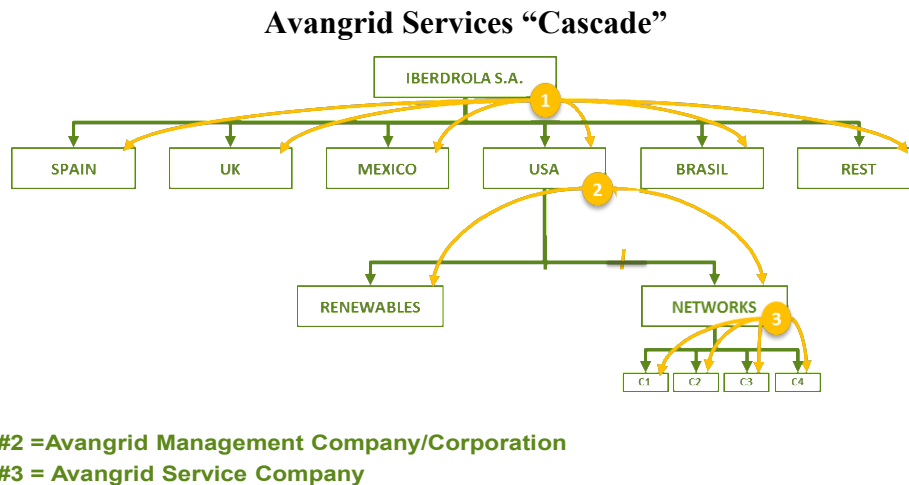 Avangrid Services “Cascade”
IBERDROLA S.A.
1
SPAIN UK MEXICO USA BRASIL REST
2
RENEWABLES NETWORKS
3
C1 C2 C3 C4
#2 =Avangrid Management Company/Corporation
#3 = Avangrid Service Company